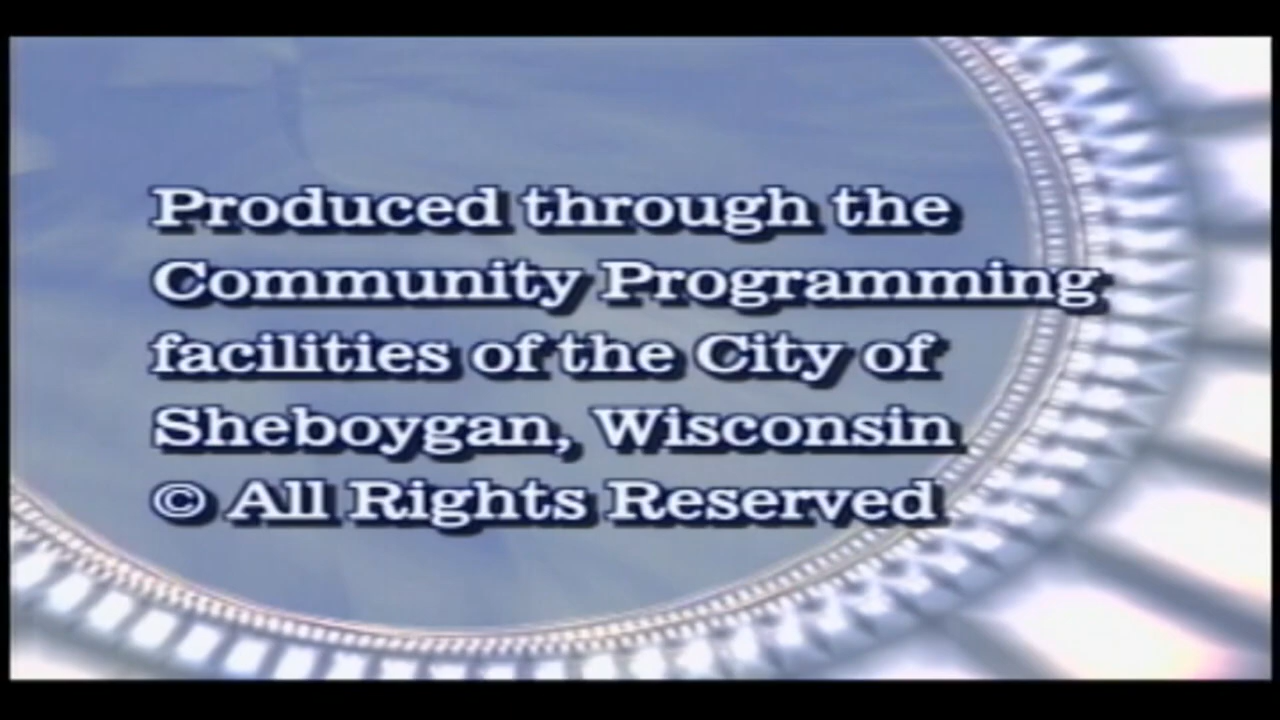 Produced through the
Community Programming
facilities of the City of
Sheboygan, Wisconsin
© All Rights Reserved